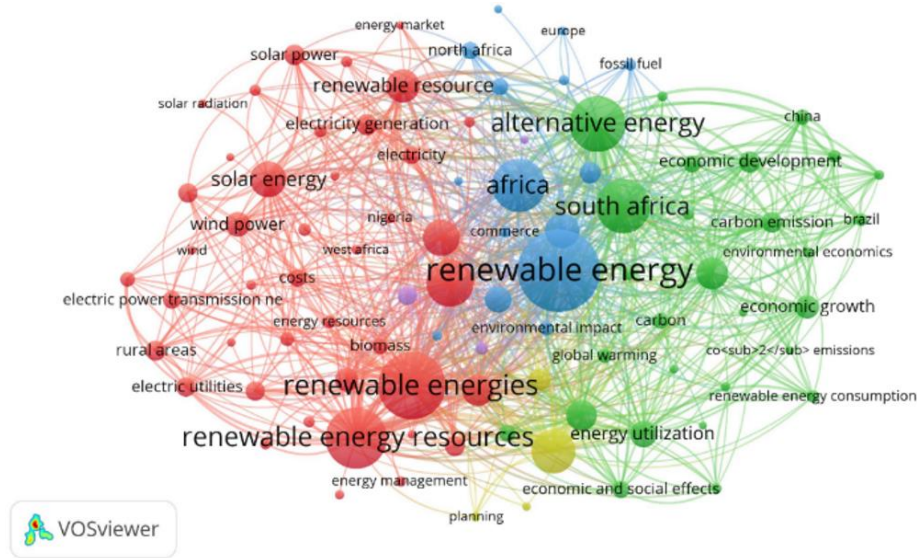 energy market
europe
north africa
solar power
fossil fuel
renewable resource
solar radiation
china
electricity generation
alternative energy
electricity
economic development
solar energy
africa
south africa
nigeria
wind power
carbon emission
brazil
commerce
wind
west africa
environmental economics
renewable energy
costs
electric power transmission ne
economic growth
energy resources
environmental impact
carbon
biomass
rural areas
global warming
co<sub>2</sub> emissions
electric utilities
renewable energies
renewable energy consumption
renewable energy resources
energy utilization
energy management
economic and social effects
planning
VOSviewer